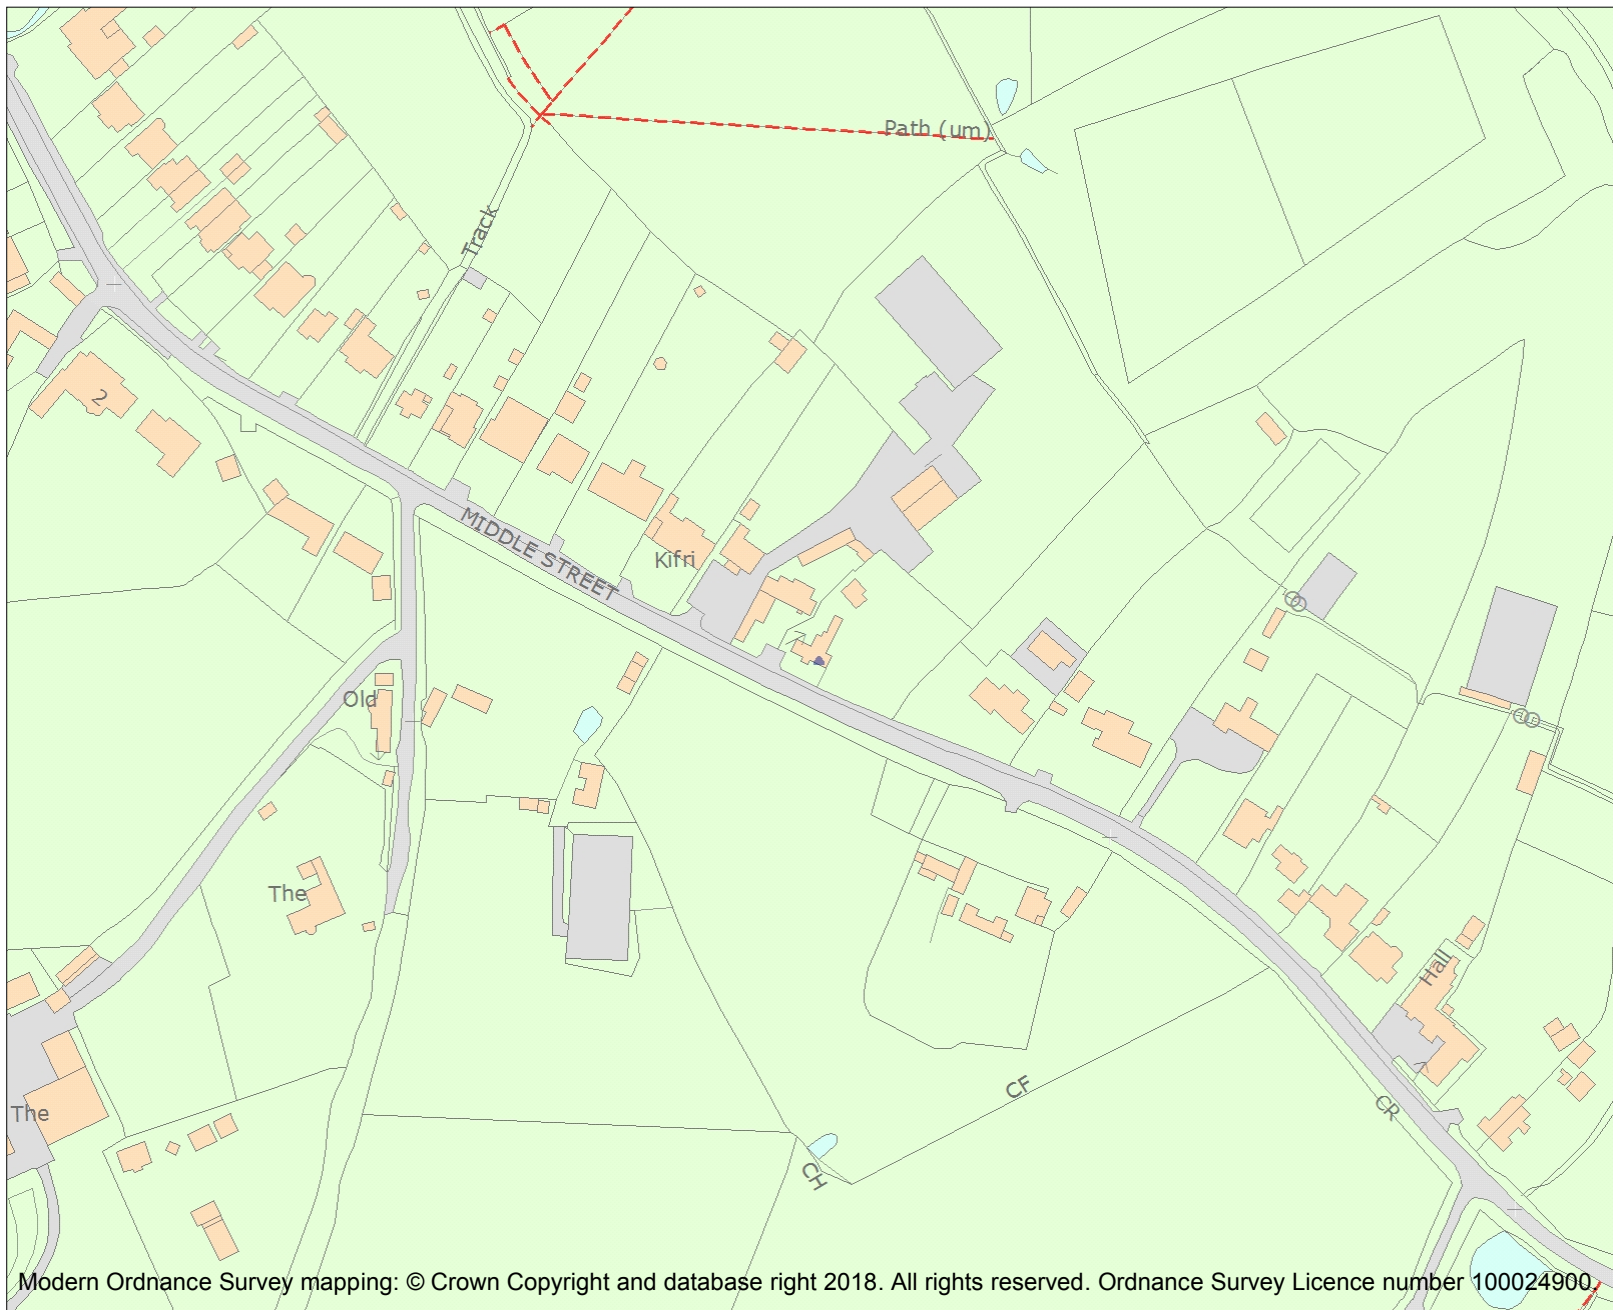 Path (um)
Track
2
MIDDLE STREET
Kifri
Old
The
Hall
CF
CR
The
CH
Modern Ordnance Survey mapping: © Crown Copyright and database right 2018. All rights reserved. Ordnance Survey Licence number 100024900.